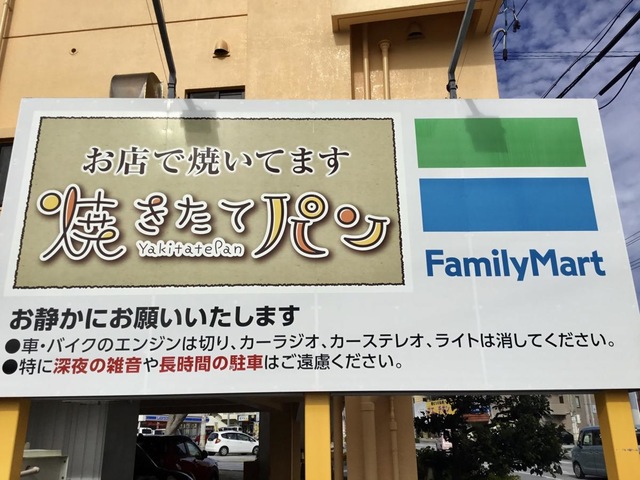 お店で焼いてます
焼きたてパン
YakitatePan
FamilyMart
お静かにお願いいたします
●車・バイクのエンジンは切り、カーラジオ、カーステレオ、ライトは消してください。
●特に深夜の雑音や長時間の駐車はご遠慮ください。